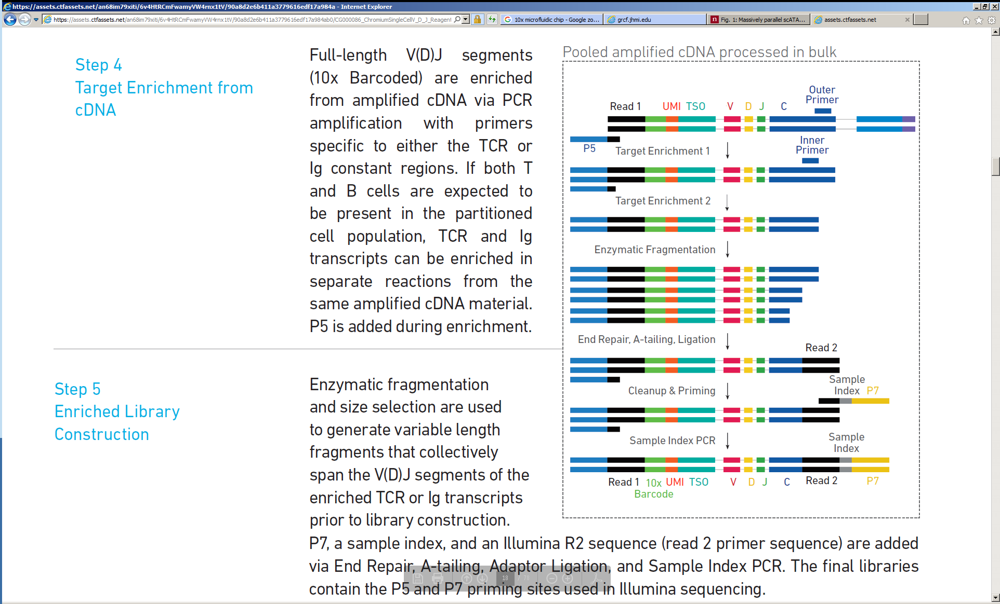 https://assets.ctfassets.net/an68im79xiti/6v4HtRCmFwamyVW4rnx1tV/90a8d2e6b411a3779616edf17a984a - Internet Explorer
https://assets.ctfassets.net/an68im79xiti/6v4HtRCmFwamyVW4rnx1tV/90a8d2e6b411a3779616edf17a984ab0/CG000086_ChromiumSingleCellV_D_J_Reagent
10x microfluidic chip - Google zo...
grcf.jhmi.edu
Fig. 1: Massively parallel scATA...
assets.ctfassets.net
Step 4
Target Enrichment from
cDNA
Full-length V(D)J segments
(10x Barcoded) are enriched
from amplified cDNA via PCR
amplification with primers
specific to either the TCR or
Ig constant regions. If both T
and B cells are expected to
be present in the partitioned
cell population, TCR and Ig
transcripts can be enriched in
separate reactions from the
same amplified cDNA material.
P5 is added during enrichment.
Step 5
Enriched Library
Construction
Enzymatic fragmentation
and size selection are used
to generate variable length
fragments that collectively
span the V(D)J segments of the
enriched TCR or Ig transcripts
prior to library construction.
P7, a sample index, and an Illumina R2 sequence (read 2 primer sequence) are added
via End Repair, A-tailing, Adaptor Ligation, and Sample Index PCR. The final libraries
contain the P5 and P7 priming sites used in Illumina sequencing.
18 / 78
Pooled amplified cDNA processed in bulk
Outer
Primer
Read 1 UMI TSO V D J C
P5
Target Enrichment 1
Inner
Primer
Target Enrichment 2
Enzymatic Fragmentation
End Repair, A-tailing, Ligation
Read 2
Cleanup & Priming
Sample
Index P7
Sample Index PCR
Sample
Index
Read 1 10x UMI TSO V D J C Read 2 P7
Barcode